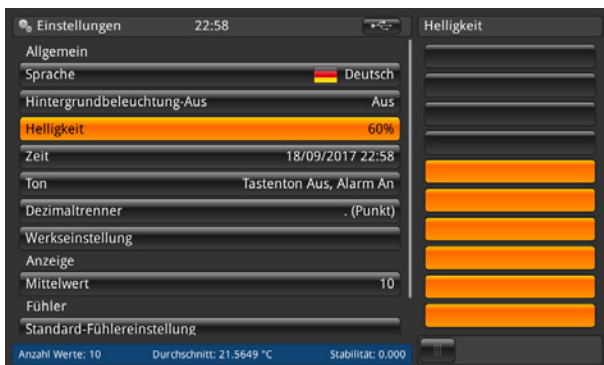 Einstellungen 22:58 Helligkeit
Allgemein
Sprache Deutsch
Hintergrundbeleuchtung-Aus Aus
Helligkeit 60%
Zeit 18/09/2017 22:58
Ton Tastenton Aus, Alarm An
Dezimaltrenner . (Punkt)
Werkseinstellung
Anzeige
Mittelwert 10
Fühler
Standard-Fühlereinstellung
Anzahl Werte: 10 Durchschnitt: 21.5649 °C Stabilität: 0.000